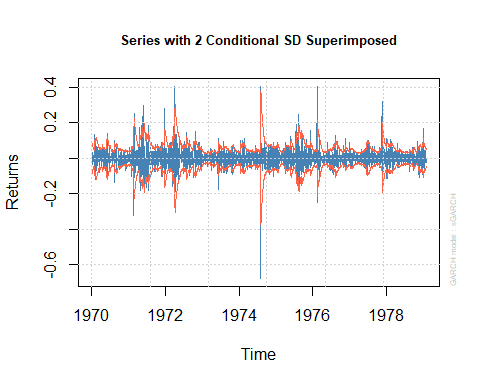 Series with 2 Conditional SD Superimposed
0.4
0.2
-0.2
-0.6
Returns
GARCH model : sGARCH
1970 1972 1974 1976 1978
Time